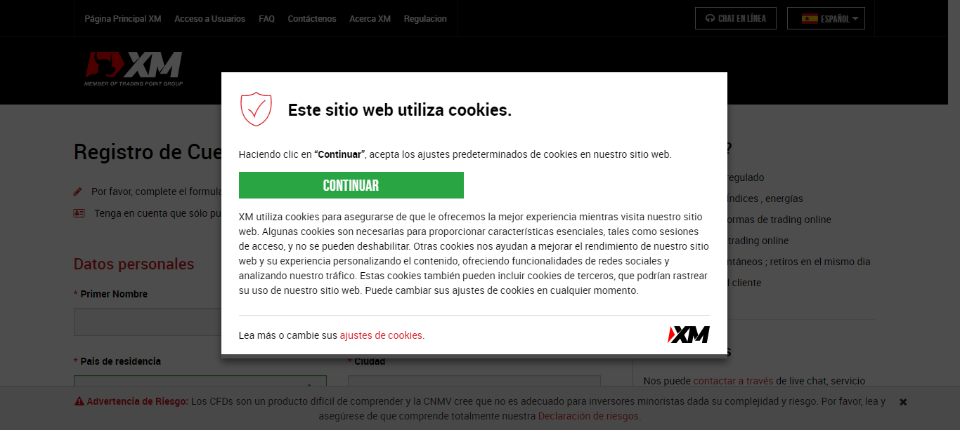 Página Principal XM Acceso a Usuarios FAQ Contáctenos Acerca XM Regulacion CHAT EN LÍNEA ESPAÑOL
XM
MEMBER OF TRADING POINT GROUP
Este sitio web utiliza cookies.
Registro de Cue ?
Haciendo clic en “Continuar”, acepta los ajustes predeterminados de cookies en nuestro sitio web.
CONTINUAR
Por favor, complete el formula
Tenga en cuenta que sólo pu
regulado
índices , energías
ormas de trading online
trading online
antáneos ; retiros en el mismo dia
l cliente
XM utiliza cookies para asegurarse de que le ofrecemos la mejor experiencia mientras visita nuestro sitio
web. Algunas cookies son necesarias para proporcionar características esenciales, tales como sesiones
de acceso, y no se pueden deshabilitar. Otras cookies nos ayudan a mejorar el rendimiento de nuestro sitio
web y su experiencia personalizando el contenido, ofreciendo funcionalidades de redes sociales y
analizando nuestro tráfico. Estas cookies también pueden incluir cookies de terceros, que podrían rastrear
su uso de nuestro sitio web. Puede cambiar sus ajustes de cookies en cualquier momento.
Datos personales
* Primer Nombre
Lea más o cambie sus ajustes de cookies.
XM
* País de residencia * Ciudad
Nos puede contactar a través de live chat, servicio
Advertencia de Riesgo: Los CFDs son un producto difícil de comprender y la CNMV cree que no es adecuado para inversores minoristas dada su complejidad y riesgo. Por favor, lea y
asegúrese de que comprende totalmente nuestra Declaración de riesgos.